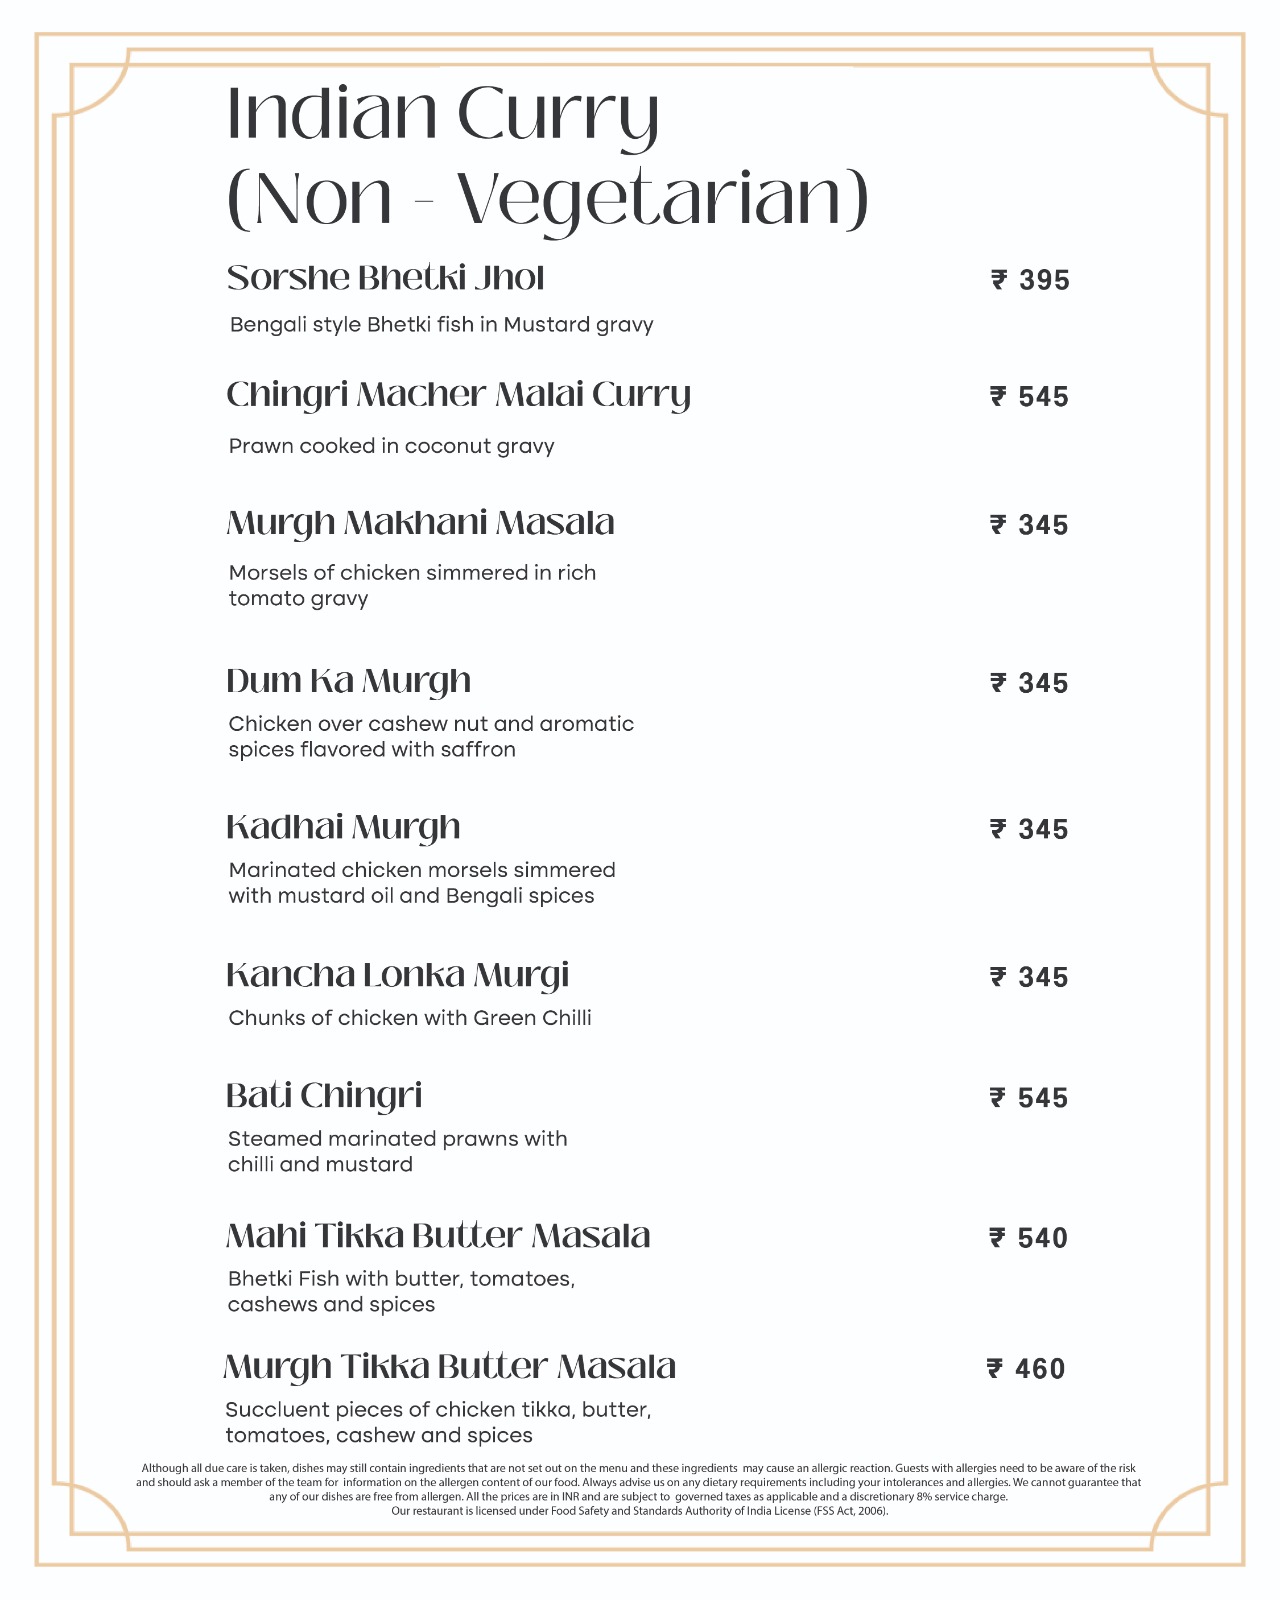 Indian Curry
(Non - Vegetarian)
Sorshe Bhetki Jhol ₹ 395
Bengali style Bhetki fish in Mustard gravy
Chingri Macher Malai Curry ₹ 545
Prawn cooked in coconut gravy
Murgh Makhani Masala ₹ 345
Morsels of chicken simmered in rich
tomato gravy
Dum Ka Murgh ₹ 345
Chicken over cashew nut and aromatic
spices flavored with saffron
Kadhai Murgh ₹ 345
Marinated chicken morsels simmered
with mustard oil and Bengali spices
Kancha Lonka Murgi ₹ 345
Chunks of chicken with Green Chilli
Bati Chingri ₹ 545
Steamed marinated prawns with
chilli and mustard
Mahi Tikka Butter Masala ₹ 540
Bhetki Fish with butter, tomatoes,
cashews and spices
Murgh Tikka Butter Masala ₹ 460
Succluent pieces of chicken tikka, butter,
tomatoes, cashew and spices
Although all due care is taken, dishes may still contain ingredients that are not set out on the menu and these ingredients may cause an allergic reaction. Guests with allergies need to be aware of the risk
and should ask a member of the team for information on the allergen content of our food. Always advise us on any dietary requirements including your intolerances and allergies. We cannot guarantee that
any of our dishes are free from allergen. All the prices are in INR and are subject to governed taxes as applicable and a discretionary 8% service charge.
Our restaurant is licensed under Food Safety and Standards Authority of India License (FSS Act, 2006).